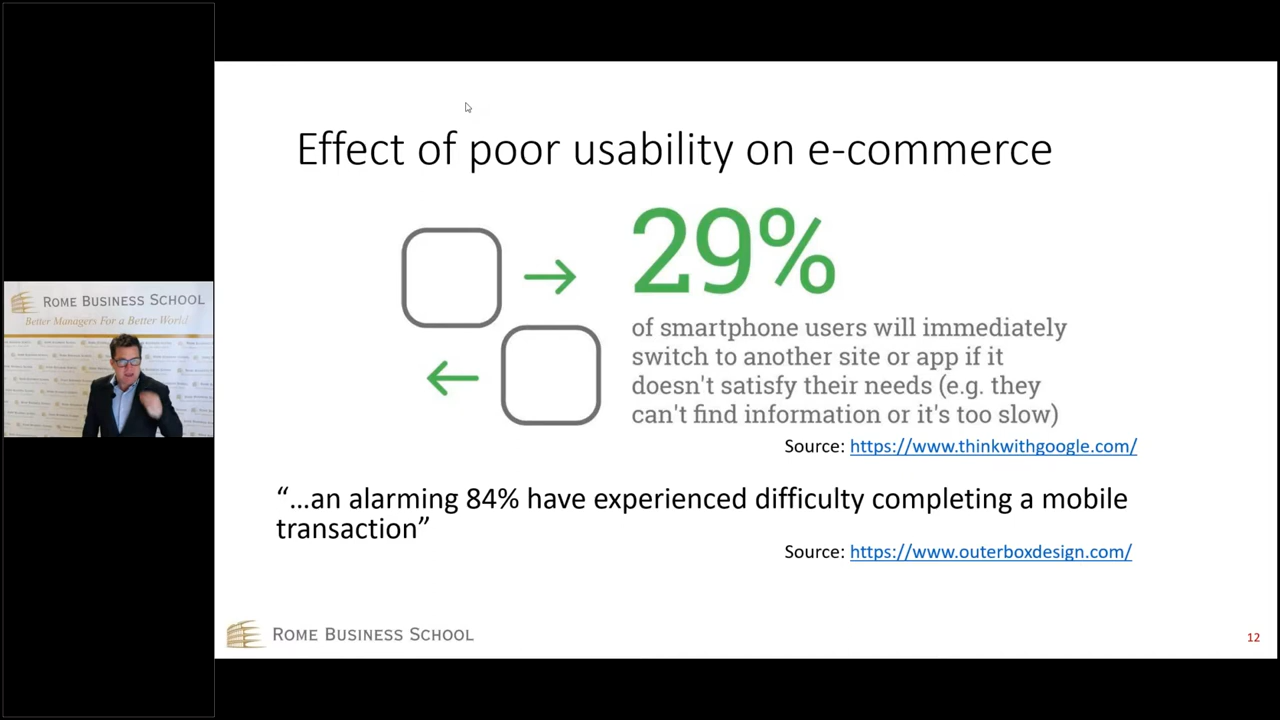 Effect of poor usability on e-commerce
29%
of smartphone users will immediately
switch to another site or app if it
doesn't satisfy their needs (e.g. they
can't find information or it's too slow)
Source: https://www.thinkwithgoogle.com/
“…an alarming 84% have experienced difficulty completing a mobile
transaction”
Source: https://www.outerboxdesign.com/
ROME BUSINESS SCHOOL
12
ROME BUSINESS SCHOOL
Better Managers For a Better World